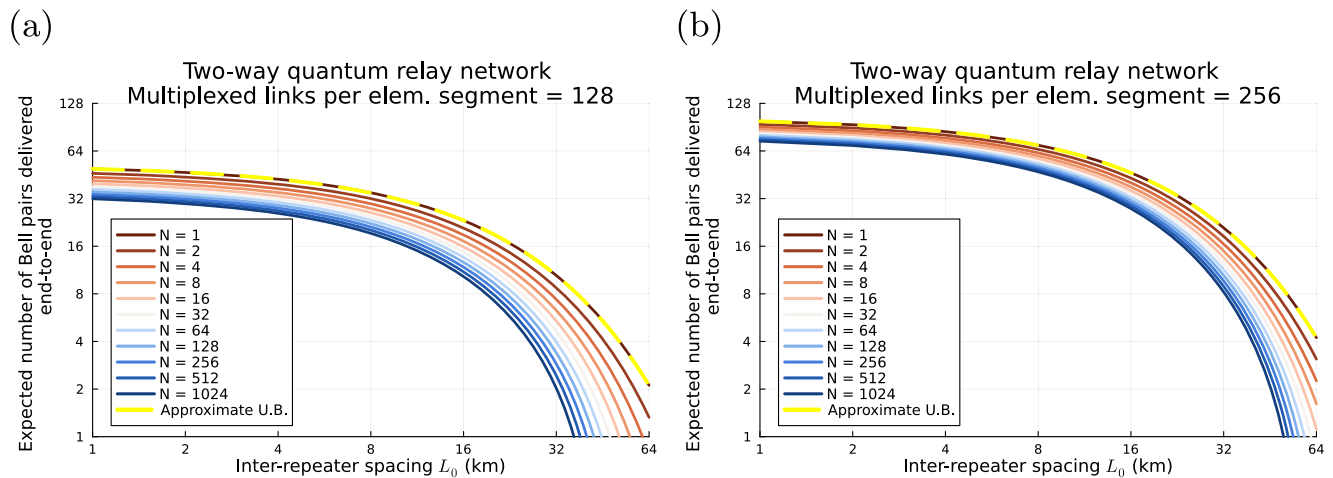 (a)
Two-way quantum relay network
Multiplexed links per elem. segment = 128
Expected number of Bell pairs delivered
end-to-end
128
64
32
16
8
4
2
1
N = 1
N = 2
N = 4
N = 8
N = 16
N = 32
N = 64
N = 128
N = 256
N = 512
N = 1024
Approximate U.B.
1
2
4
8
16
32
64
Inter-repeater spacing L₀ (km)
(b)
Two-way quantum relay network
Multiplexed links per elem. segment = 256
Expected number of Bell pairs delivered
end-to-end
128
64
32
16
8
4
2
1
N = 1
N = 2
N = 4
N = 8
N = 16
N = 32
N = 64
N = 128
N = 256
N = 512
N = 1024
Approximate U.B.
1
2
4
8
16
32
64
Inter-repeater spacing L₀ (km)